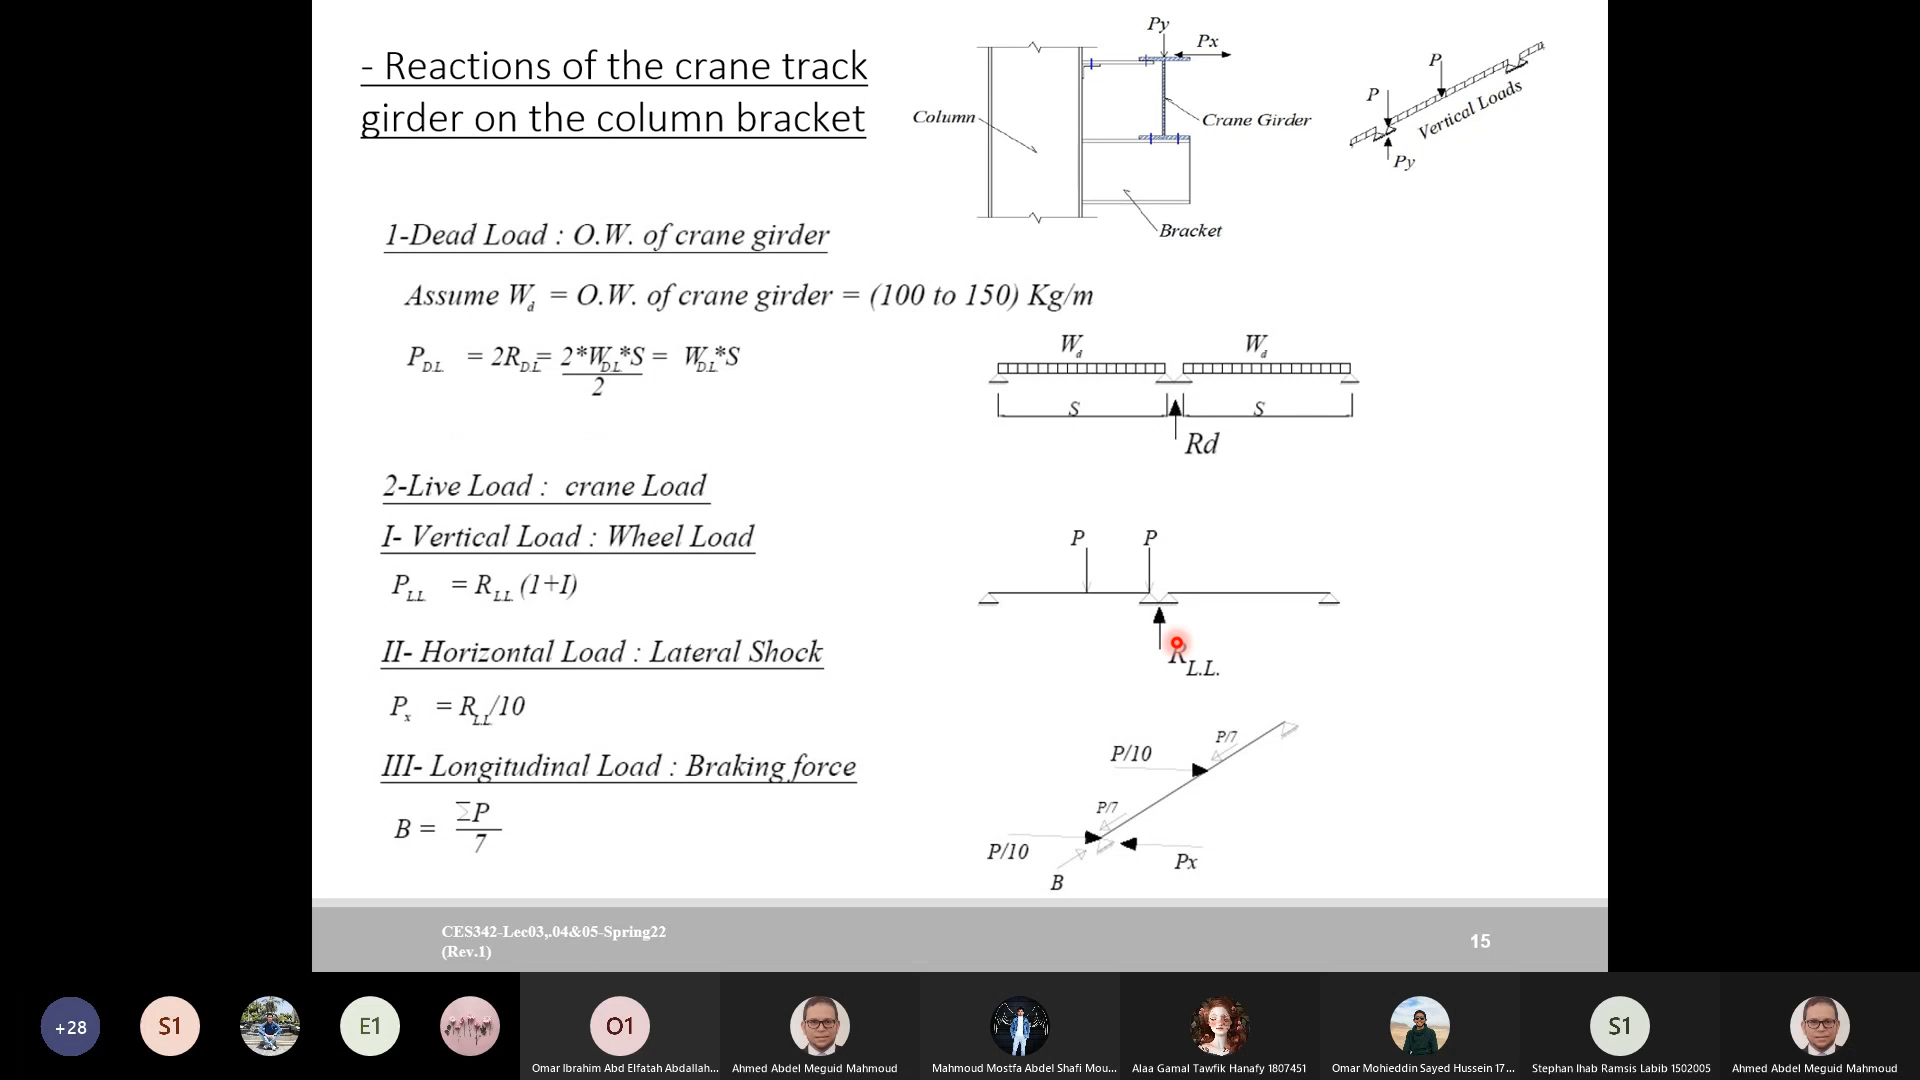 - Reactions of the crane track
girder on the column bracket
Py
Px
Column
Crane Girder
Bracket
P
P
Vertical Loads
Py
1-Dead Load : O.W. of crane girder
Assume Wd = O.W. of crane girder = (100 to 150) Kg/m
PD.L = 2RD.L = 2*WD.L*S = WD.L*S
2
Wd
Wd
S
S
Rd
2-Live Load : crane Load
I- Vertical Load : Wheel Load
PL.L = RL.L (1+I)
P
P
RL.L.
II- Horizontal Load : Lateral Shock
Px = RL.L/10
III- Longitudinal Load : Braking force
B = ΣP
7
P/10
P/7
P/7
P/10
Px
B
CES342-Lec03,.04&05-Spring22
(Rev.1)
15
+28
S1
E1
O1
S1
Omar Ibrahim Abd Elfatah Abdallah...
Ahmed Abdel Meguid Mahmoud
Mahmoud Mostfa Abdel Shafi Mou...
Alaa Gamal Tawfik Hanafy 1807451
Omar Mohieddin Sayed Hussein 17...
Stephan Ihab Ramsis Labib 1502005
Ahmed Abdel Meguid Mahmoud